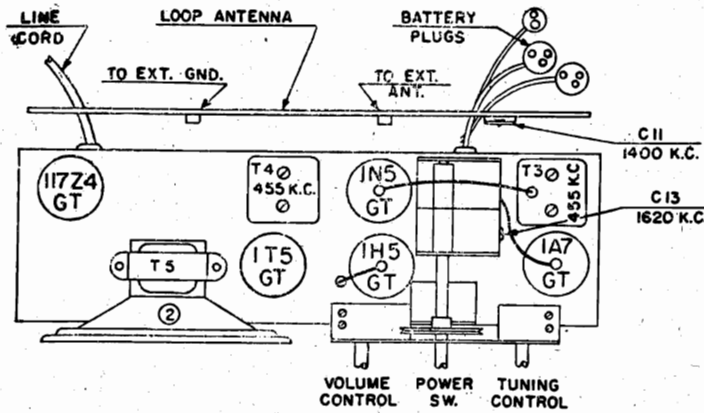 LINE
CORD
LOOP ANTENNA
BATTERY
PLUGS
TO EXT. GND.
TO EXT.
ANT.
C11
1400 K.C.
117Z4
GT
T4
455 K.C.
1N5
GT
T3
455 K.C
C13
1620 K.C.
T5
1T5
GT
1H5
GT
1A7
GT
2
VOLUME
CONTROL
POWER
SW.
TUNING
CONTROL